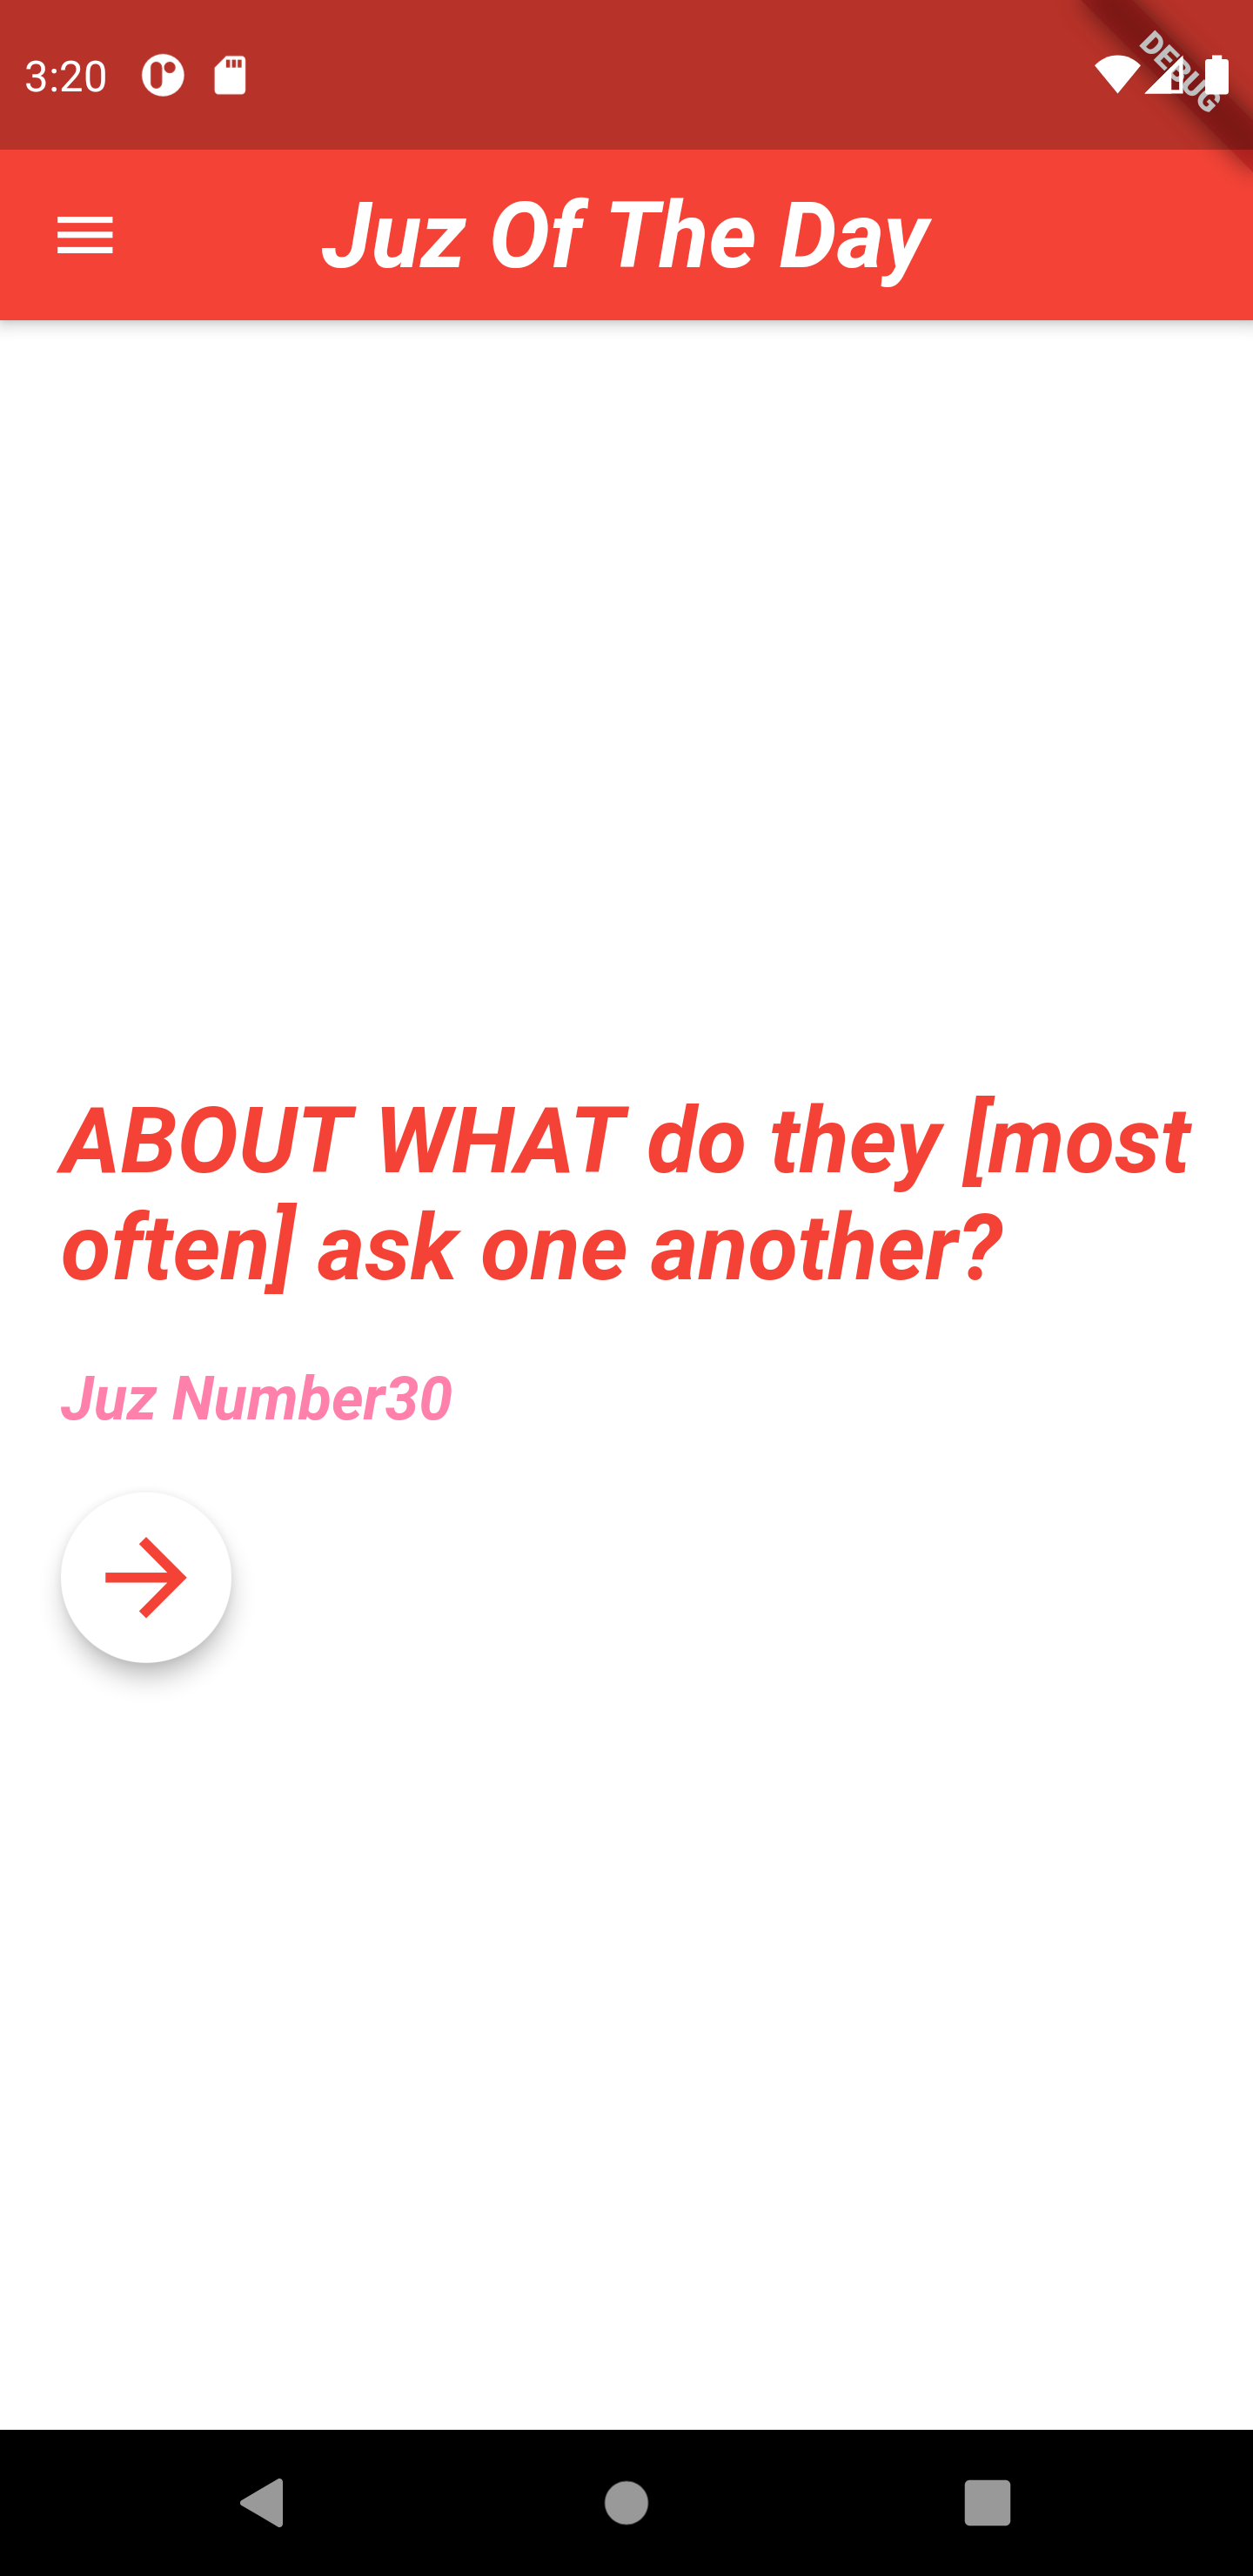 3:20
DEBUG
Juz Of The Day
ABOUT WHAT do they [most
often] ask one another?
Juz Number30